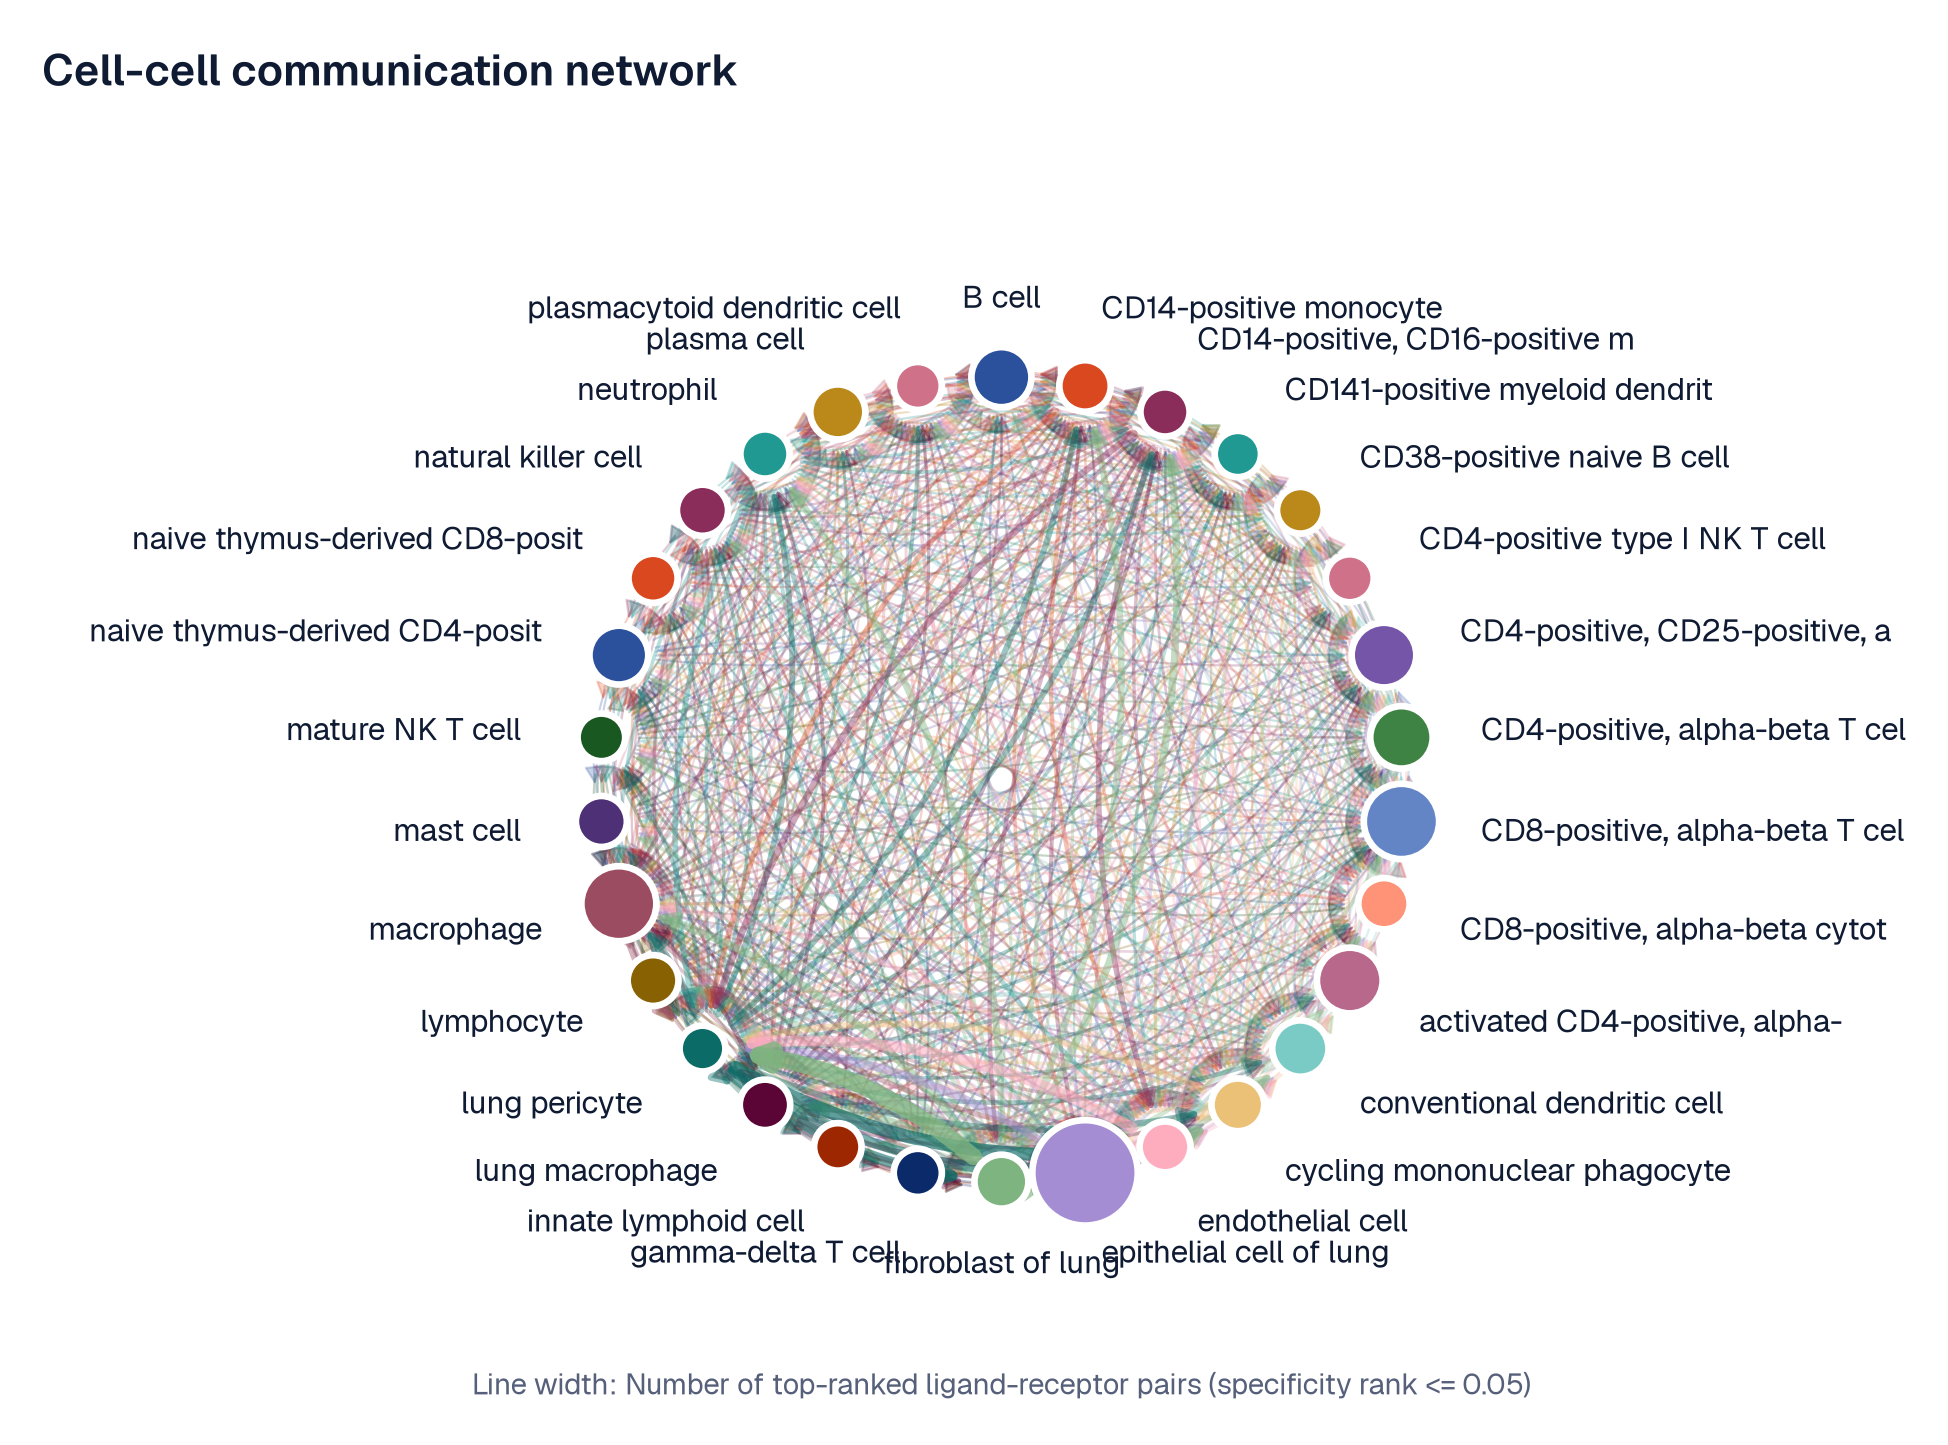 Cell-cell communication network
B cell
plasmacytoid dendritic cell
CD14-positive monocyte
plasma cell
CD14-positive, CD16-positive m
neutrophil
CD141-positive myeloid dendrit
natural killer cell
CD38-positive naive B cell
naive thymus-derived CD8-posit
CD4-positive type I NK T cell
naive thymus-derived CD4-posit
CD4-positive, CD25-positive, a
mature NK T cell
CD4-positive, alpha-beta T cel
mast cell
CD8-positive, alpha-beta T cel
macrophage
CD8-positive, alpha-beta cytot
lymphocyte
activated CD4-positive, alpha-
lung pericyte
conventional dendritic cell
lung macrophage
cycling mononuclear phagocyte
innate lymphoid cell
endothelial cell
gamma-delta T cell
fibroblast of lung
epithelial cell of lung
Line width: Number of top-ranked ligand-receptor pairs (specificity rank <= 0.05)